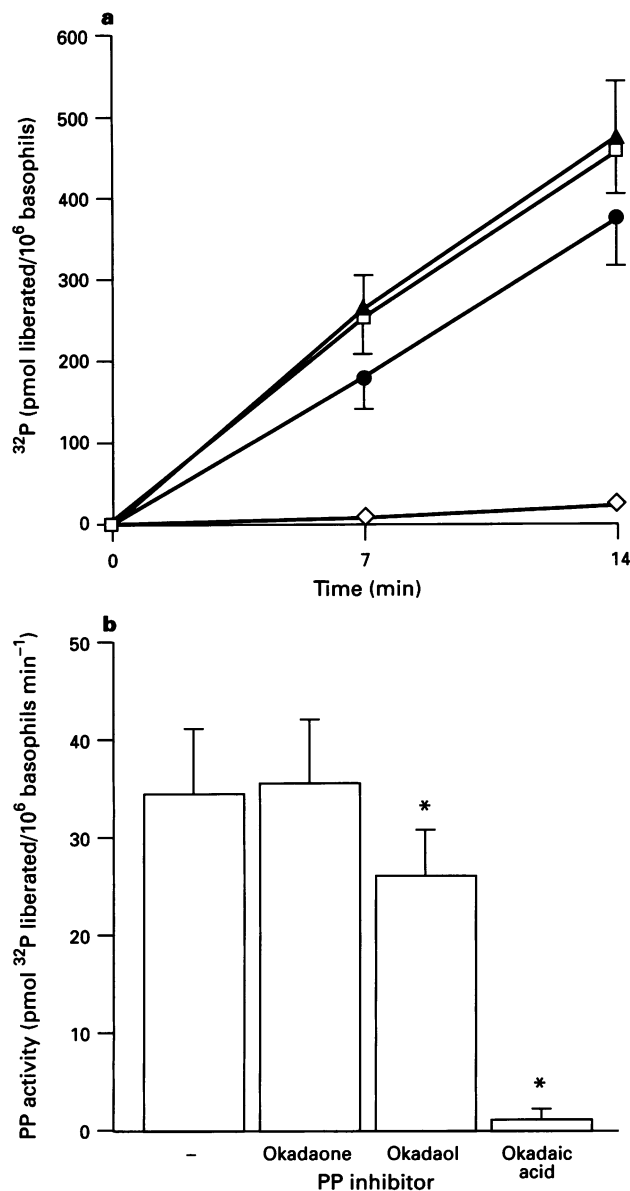 a
600
500
400
300
200
100
0
³²P (pmol liberated/10⁶ basophils)
0 7 14
Time (min)
b
50
40
30
20
10
0
PP activity (pmol ³²P liberated/10⁶ basophils min⁻¹)
*
*
– Okadaone Okadaol Okadaic
acid
PP inhibitor